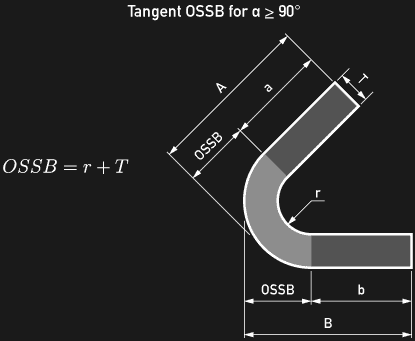 Tangent OSSB for α ≥ 90°
A
a
T
OSSB
OSSB = r + T
r
OSSB
b
B